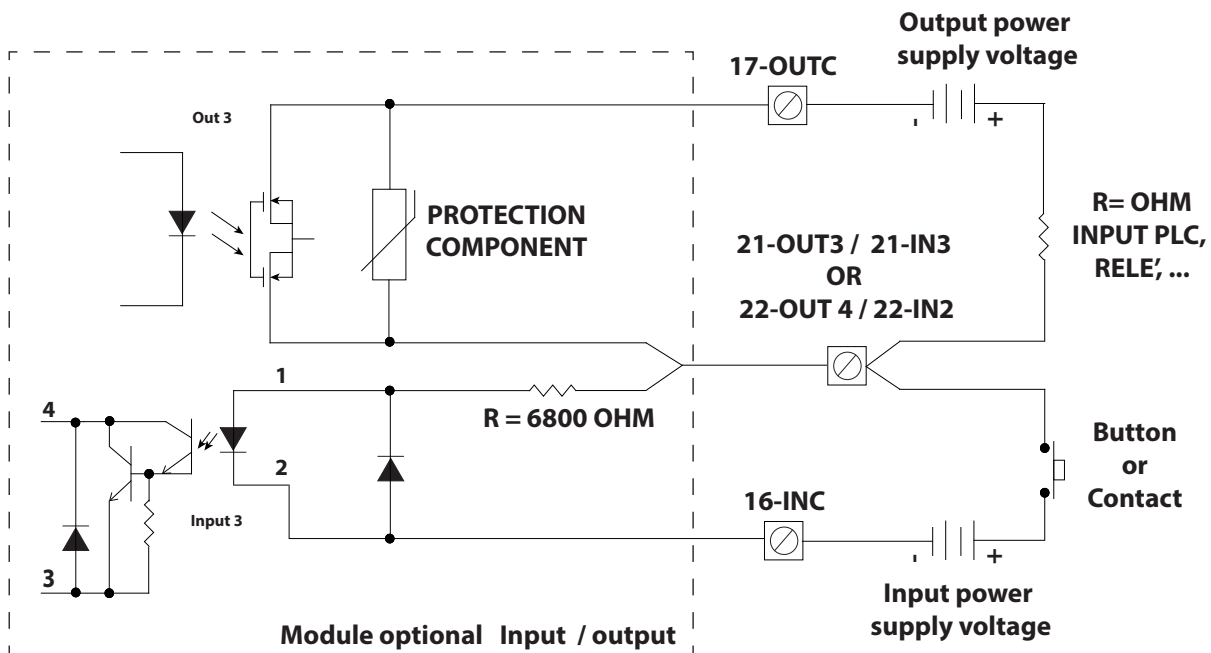 Output power
supply voltage
17-OUTC
Out 3
- +
PROTECTION
COMPONENT
R= OHM
INPUT PLC,
RELE', ...
21-OUT3 / 21-IN3
OR
22-OUT 4 / 22-IN2
1
R = 6800 OHM
4
2
Button
or
Contact
16-INC
Input 3
- +
3
Input power
supply voltage
Module optional Input / output